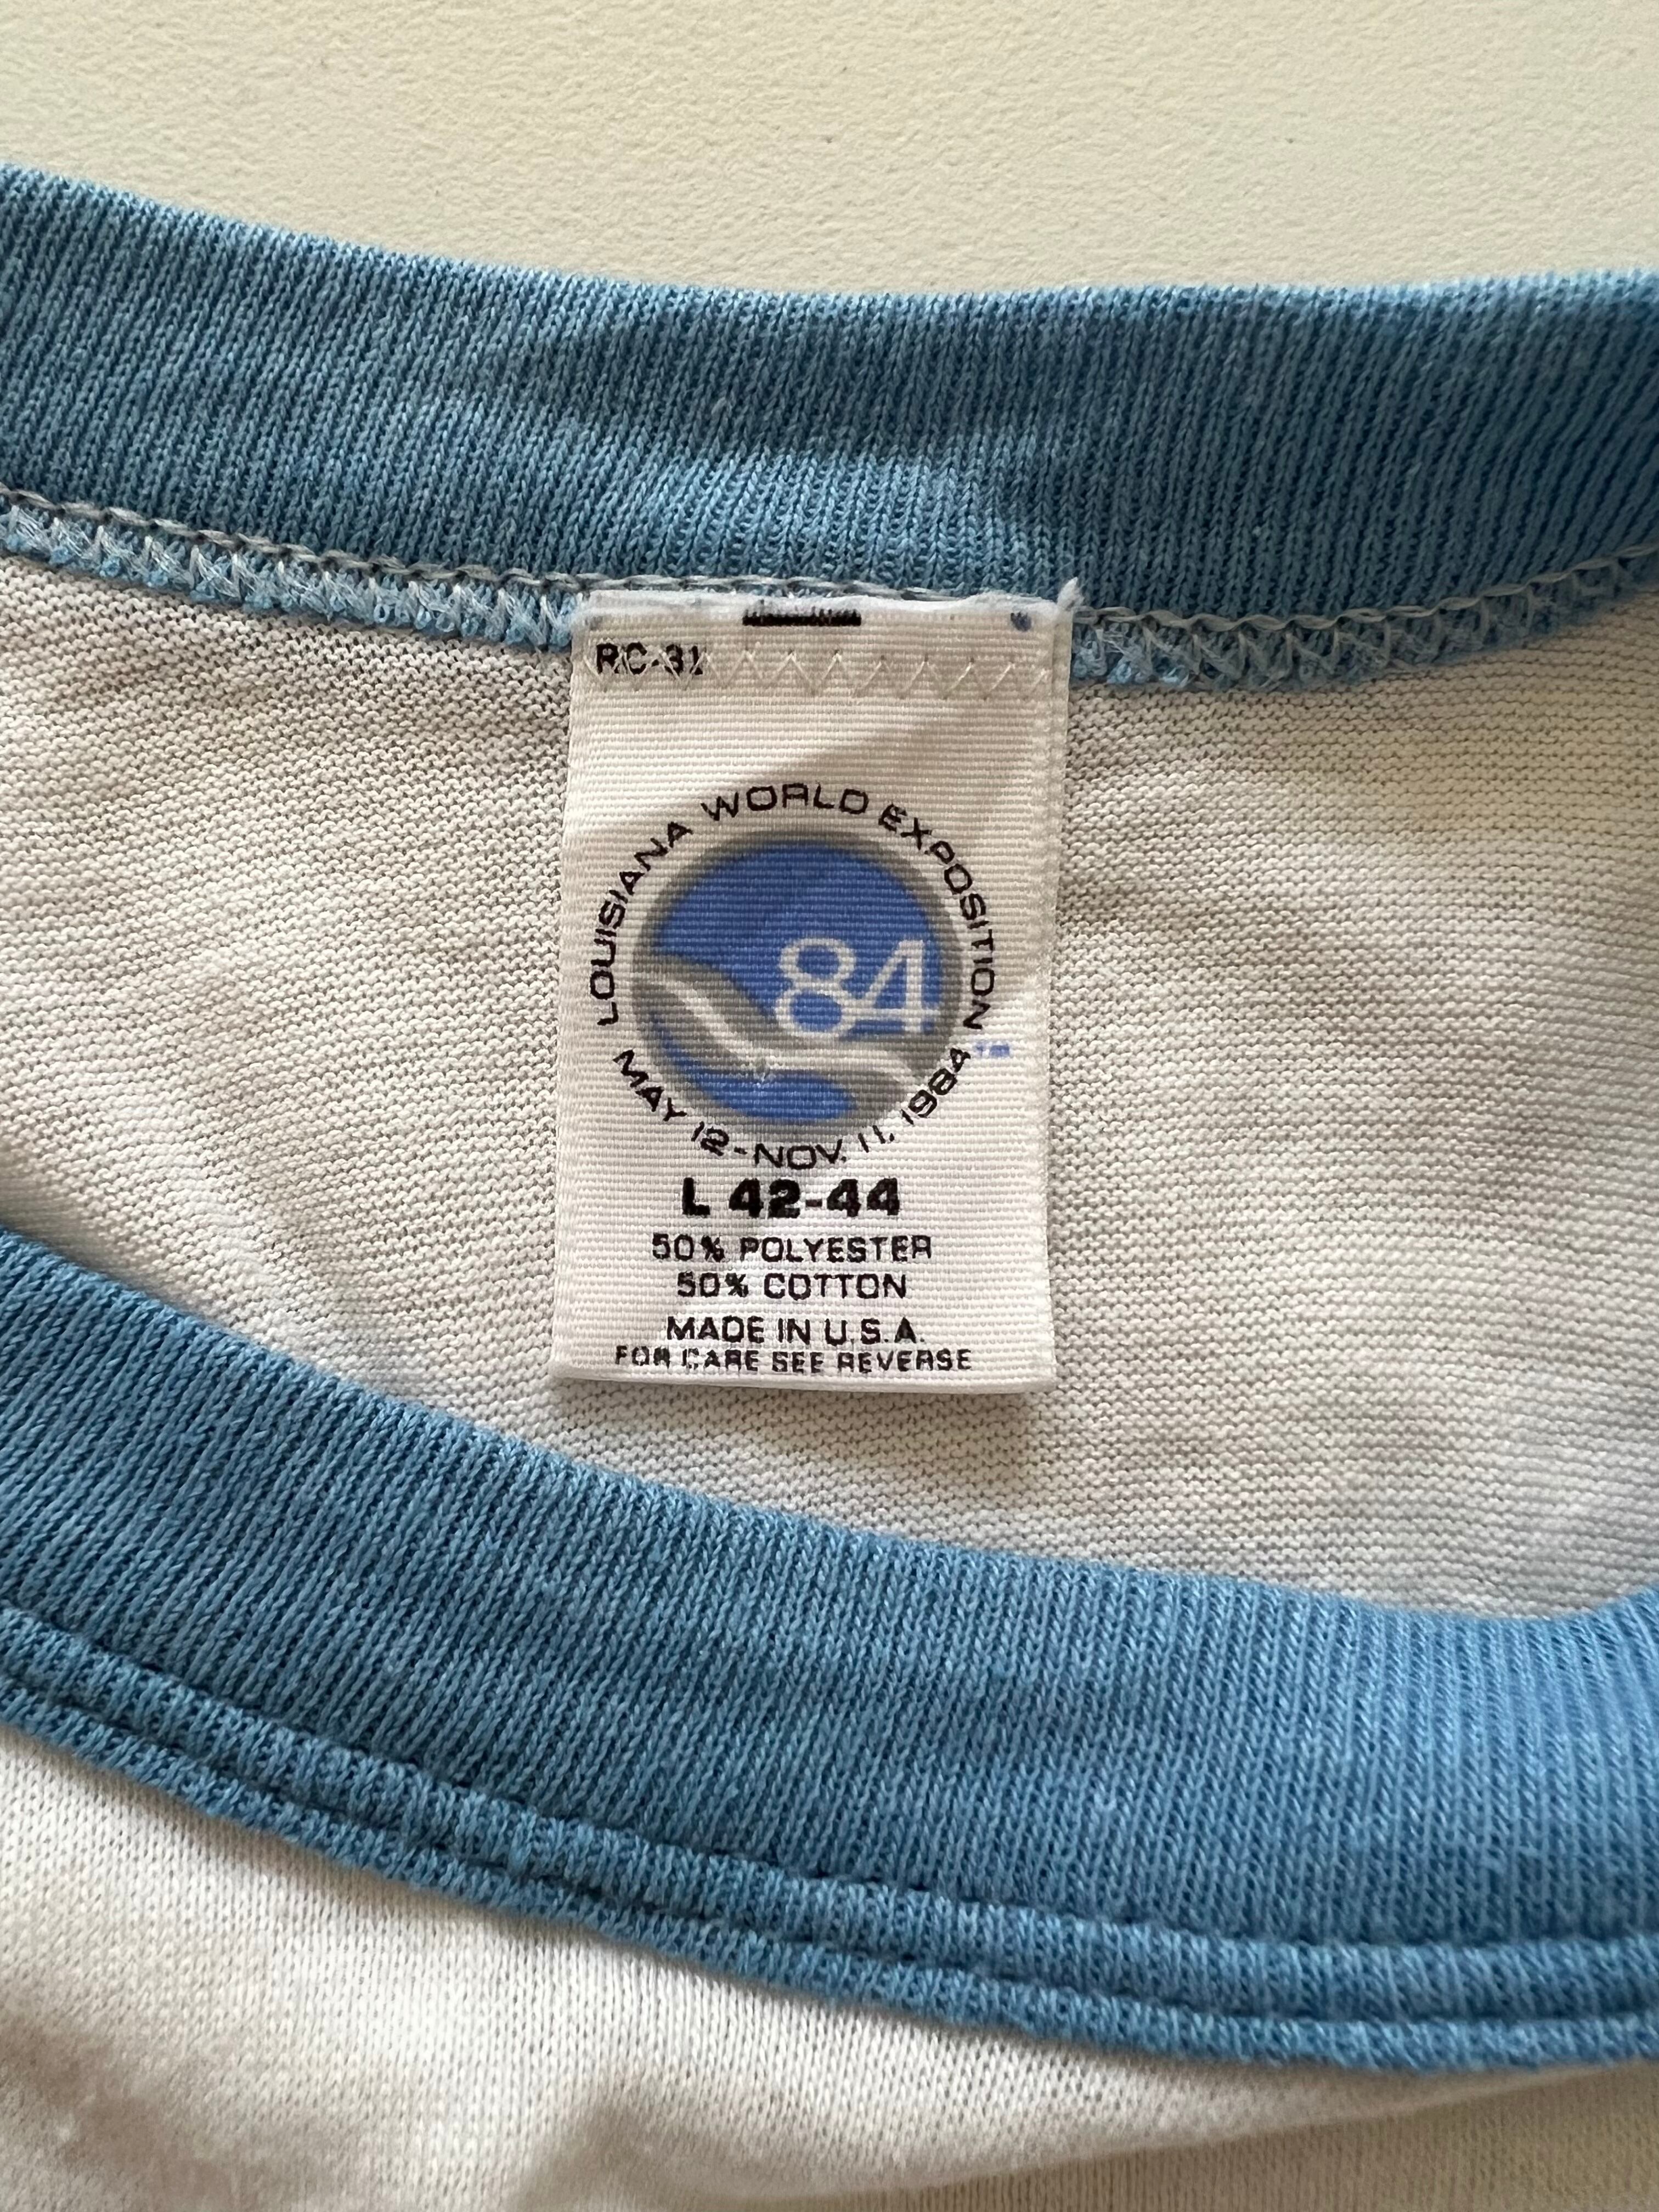 RC-31
LOUISIANA WORLD EXPOSITION
84
TM
MAY 12-NOV. 11, 1984
L 42-44
50% POLYESTER
50% COTTON
MADE IN U.S.A.
FOR CARE SEE REVERSE